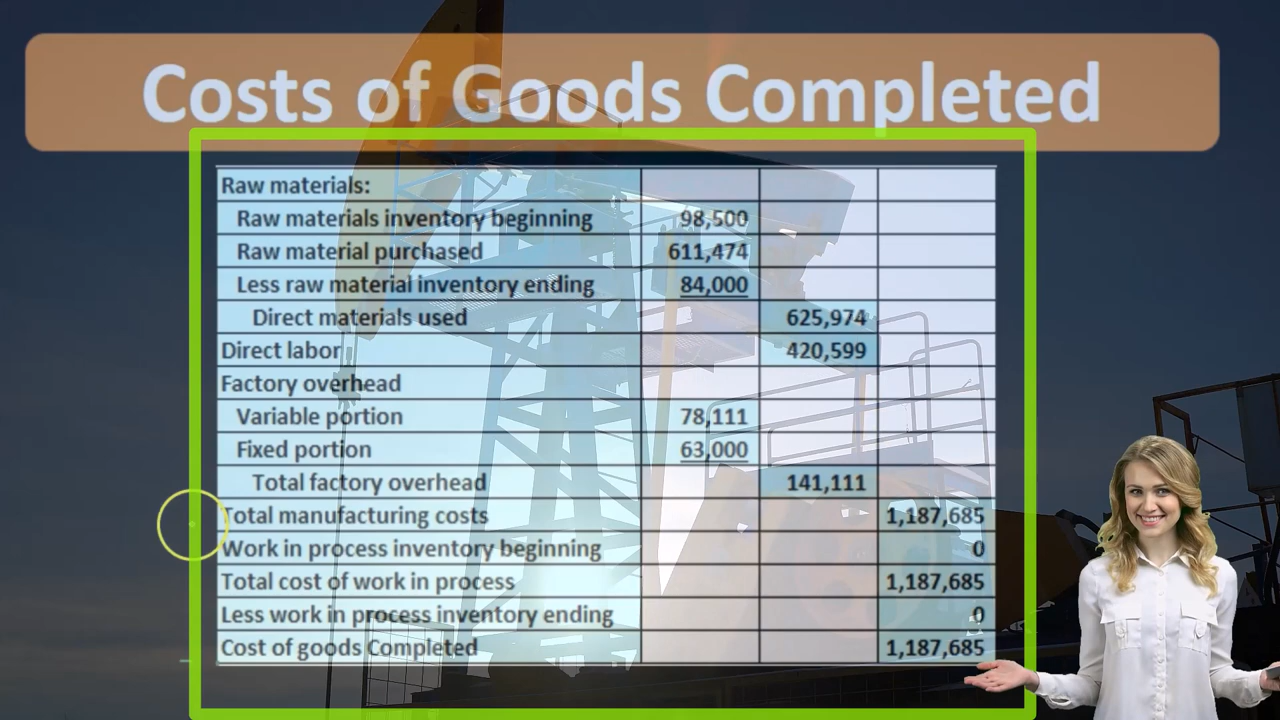 Costs of Goods Completed
Raw materials:
Raw materials inventory beginning 98,500
Raw material purchased 611,474
Less raw material inventory ending 84,000
Direct materials used 625,974
Direct labor 420,599
Factory overhead
Variable portion 78,111
Fixed portion 63,000
Total factory overhead 141,111
Total manufacturing costs 1,187,685
Work in process inventory beginning 0
Total cost of work in process 1,187,685
Less work in process inventory ending 0
Cost of goods Completed 1,187,685